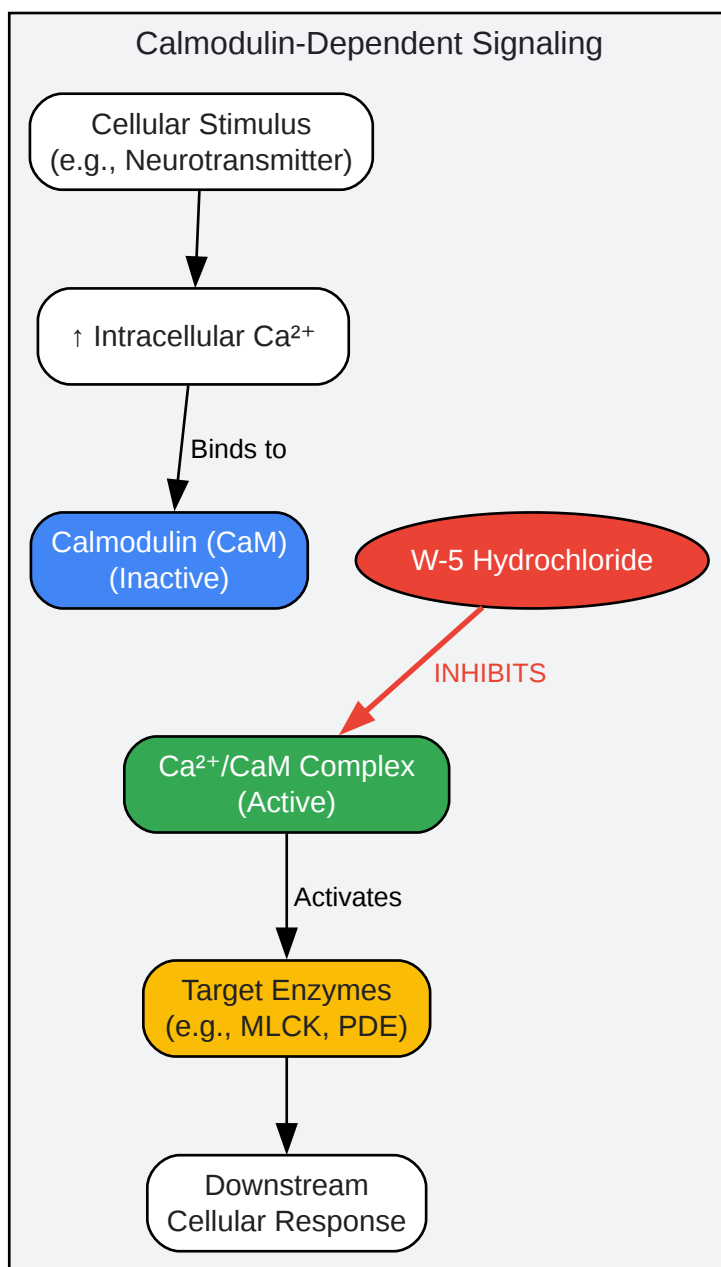 Calmodulin-Dependent Signaling
Cellular Stimulus
(e.g., Neurotransmitter)
↑ Intracellular Ca²⁺
Binds to
Calmodulin (CaM)
(Inactive)
W-5 Hydrochloride
INHIBITS
Ca²⁺/CaM Complex
(Active)
Activates
Target Enzymes
(e.g., MLCK, PDE)
Downstream
Cellular Response